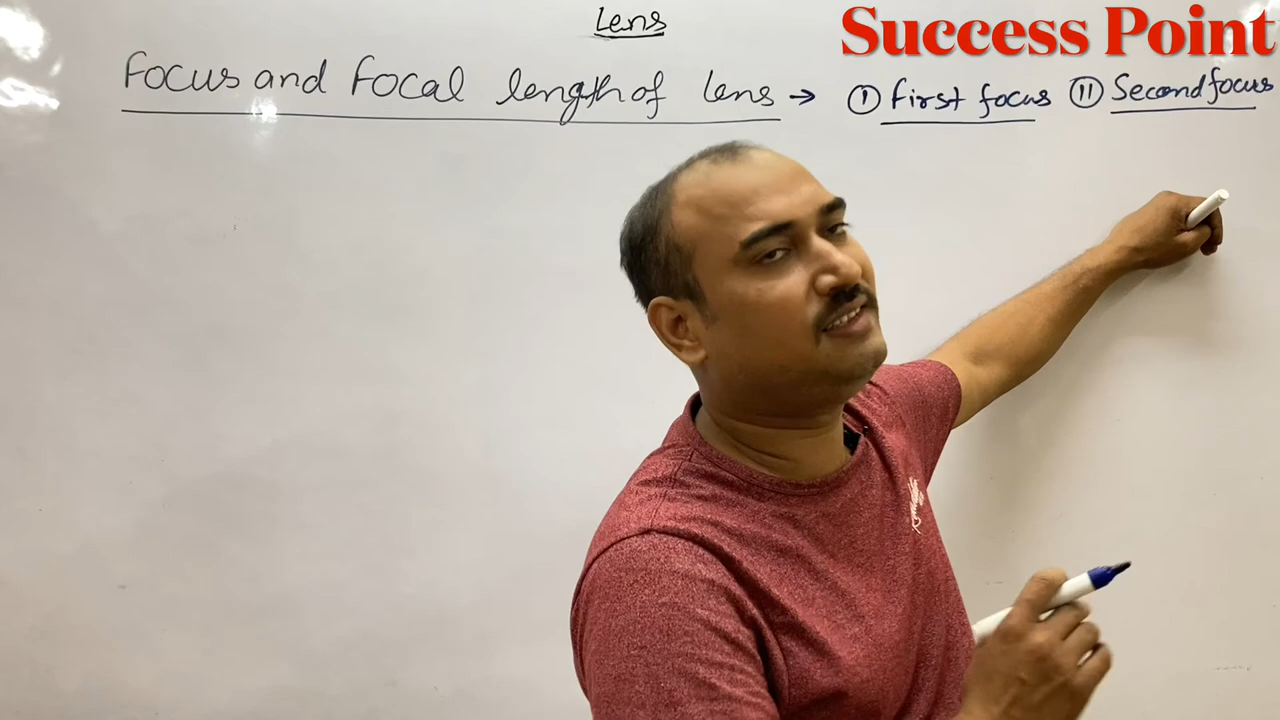 Lens
Success Point
Focus and Focal length of Lens → (I) First focus (II) Second focus